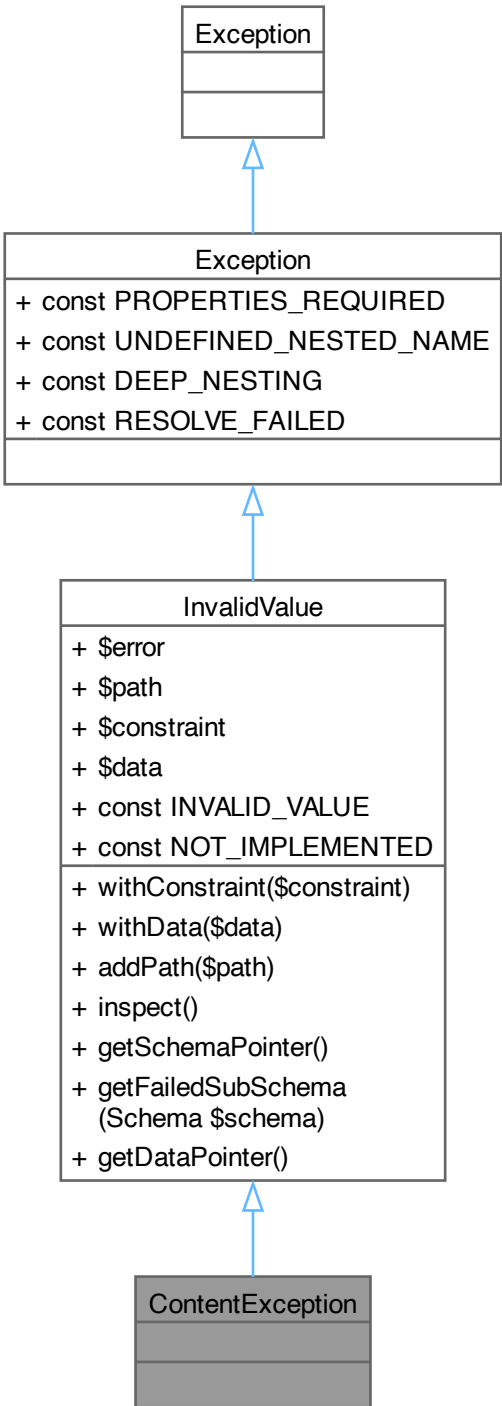 Exception
Exception
+ const PROPERTIES_REQUIRED
+ const UNDEFINED_NESTED_NAME
+ const DEEP_NESTING
+ const RESOLVE_FAILED
InvalidValue
+ $error
+ $path
+ $constraint
+ $data
+ const INVALID_VALUE
+ const NOT_IMPLEMENTED
+ withConstraint($constraint)
+ withData($data)
+ addPath($path)
+ inspect()
+ getSchemaPointer()
+ getFailedSubSchema
(Schema $schema)
+ getDataPointer()
ContentException